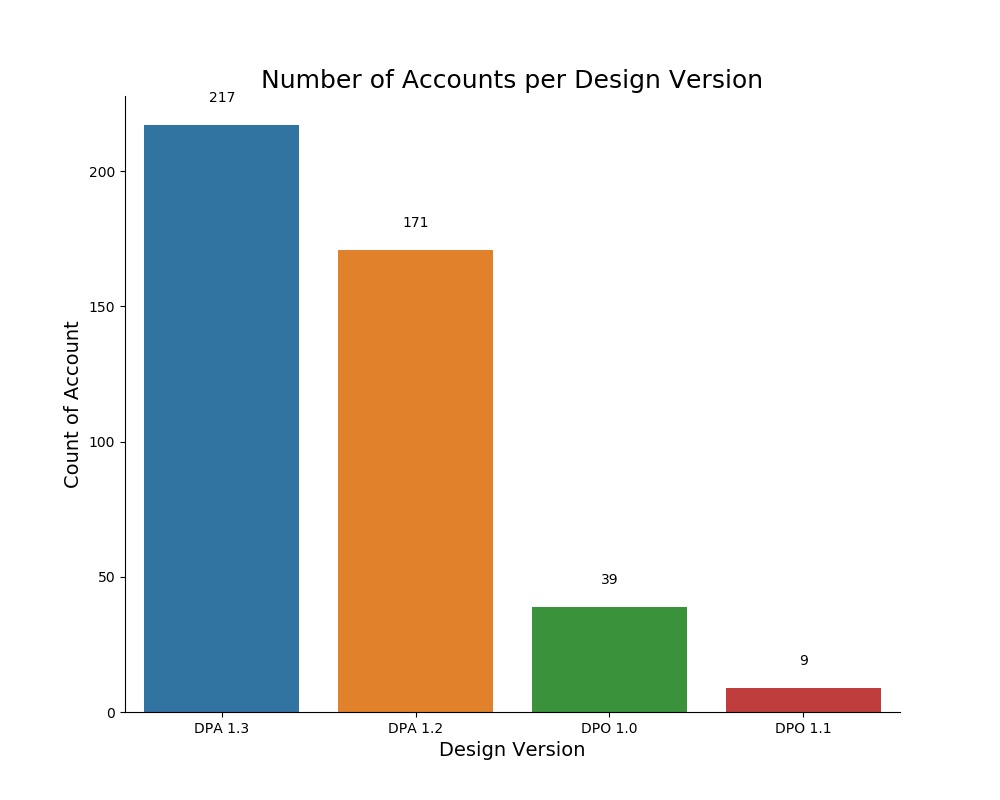 Number of Accounts per Design Version
217
171
39
9
200
150
100
50
0
Count of Account
DPA 1.3
DPA 1.2
DPO 1.0
DPO 1.1
Design Version